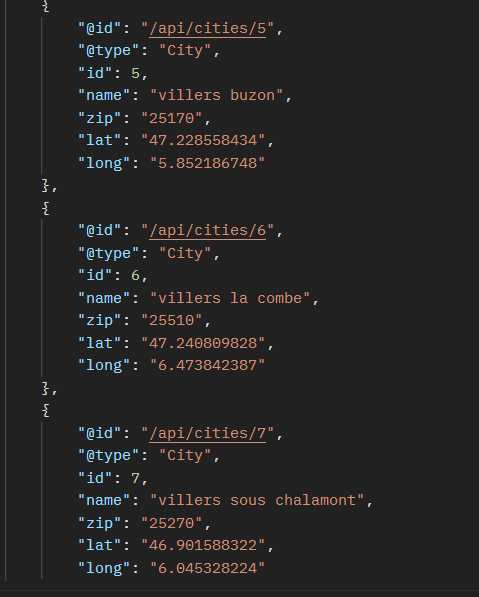 {
"@id": "/api/cities/5",
"@type": "City",
"id": 5,
"name": "villers buzon",
"zip": "25170",
"lat": "47.228558434",
"long": "5.852186748"
},
{
"@id": "/api/cities/6",
"@type": "City",
"id": 6,
"name": "villers la combe",
"zip": "25510",
"lat": "47.240809828",
"long": "6.473842387"
},
{
"@id": "/api/cities/7",
"@type": "City",
"id": 7,
"name": "villers sous chalamont",
"zip": "25270",
"lat": "46.901588322",
"long": "6.045328224"